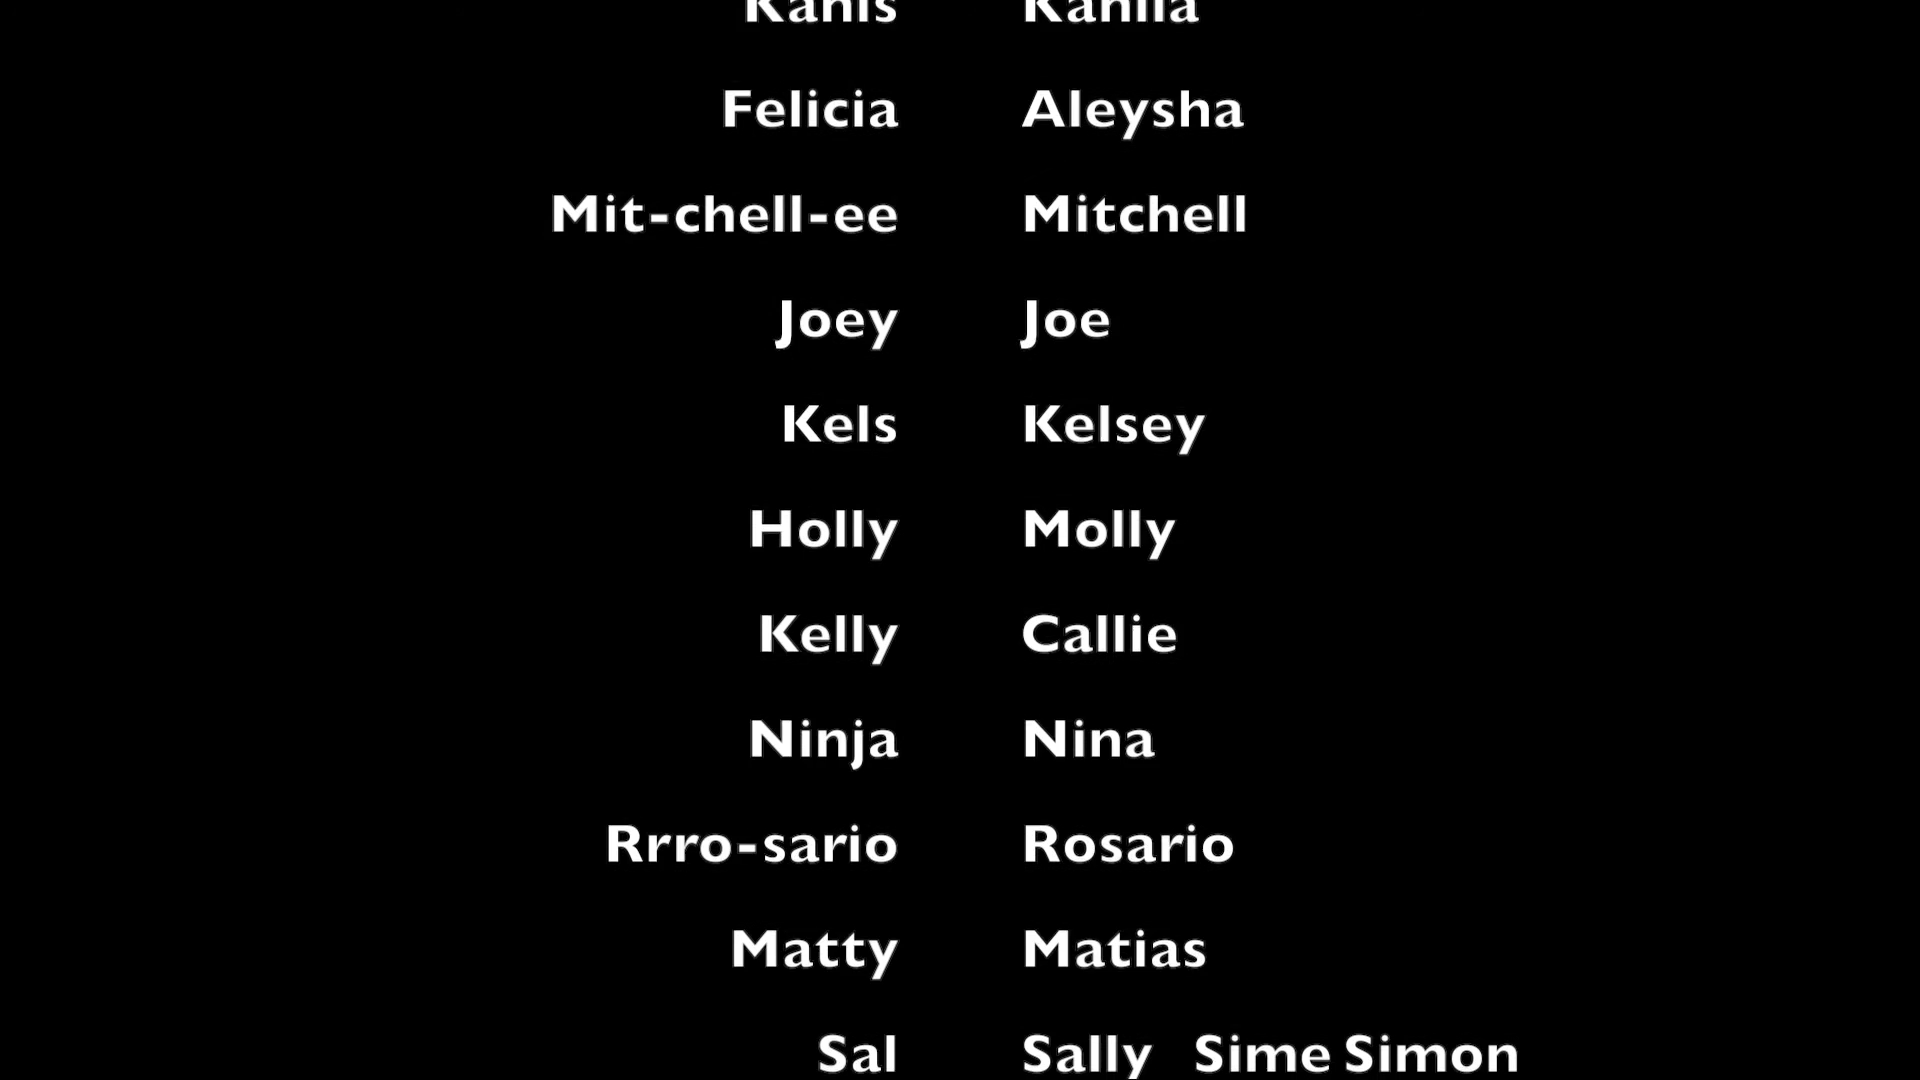 Felicia Aleysha
Mit-chell-ee Mitchell
Joey Joe
Kels Kelsey
Holly Molly
Kelly Callie
Ninja Nina
Rrro-sario Rosario
Matty Matias
Sal Sally Sime Simon